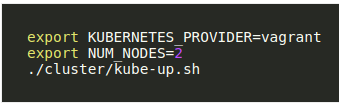 export KUBERNETES_PROVIDER=vagrant
export NUM_NODES=2
./cluster/kube-up.sh